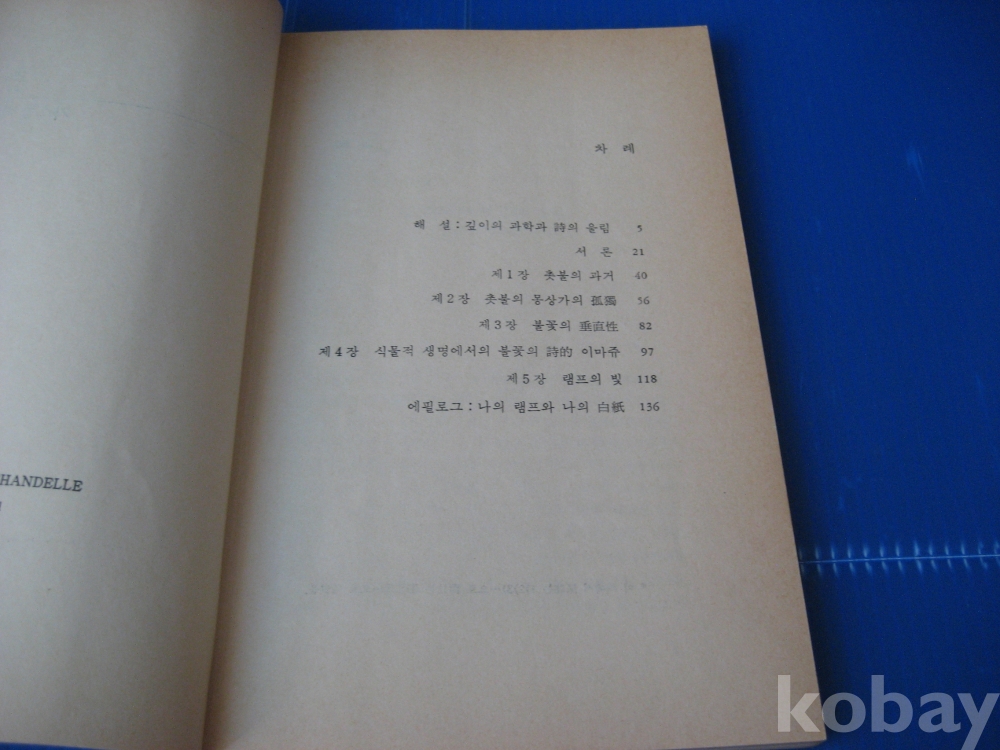 차 례
해 설 : 깊이의 과학과 詩의 울림 5
서 론 21
제1장 촛불의 과거 40
제2장 촛불의 몽상가의 孤獨 56
제3장 불꽃의 垂直性 82
제4장 식물적 생명에서의 불꽃의 詩的 이마쥬 97
제5장 램프의 빛 118
에필로그 : 나의 램프와 나의 白紙 136
HANDELLE
kobay